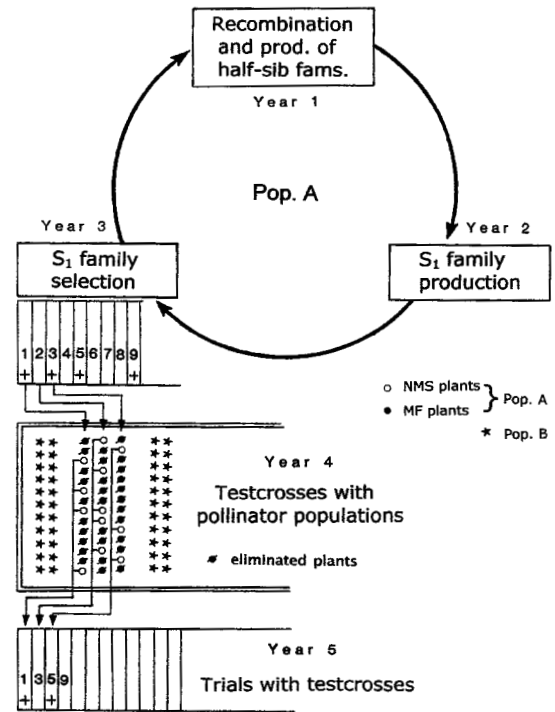 Recombination
and prod. of
half-sib fams.
Year 1
Pop. A
Year 3
S₁ family
selection
Year 2
S₁ family
production
1 2 3 4 5 6 7 8 9
+ + + +
NMS plants
MF plants
Pop. A
Pop. B
Year 4
Testcrosses with
pollinator populations
eliminated plants
Year 5
1 3 5 9
+ +
Trials with testcrosses